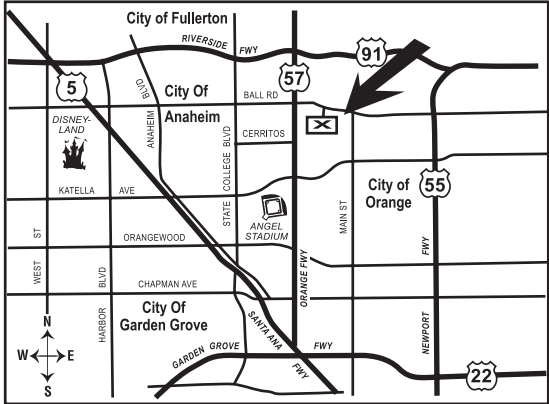 City of Fullerton
RIVERSIDE FWY
91
57
5
BLVD
City Of
Anaheim
BALL RD
X
DISNEY-
LAND
ANAHEIM
CERRITOS
STATE COLLEGE BLVD
KATELLA AVE
City of
Orange
55
ANGEL
STADIUM
MAIN ST
WEST ST
ORANGEWOOD
HARBOR BLVD
CHAPMAN AVE
ORANGE FWY
NEWPORT FWY
City Of
Garden Grove
SANTA ANA FWY
GARDEN GROVE FWY
22
N
W E
S